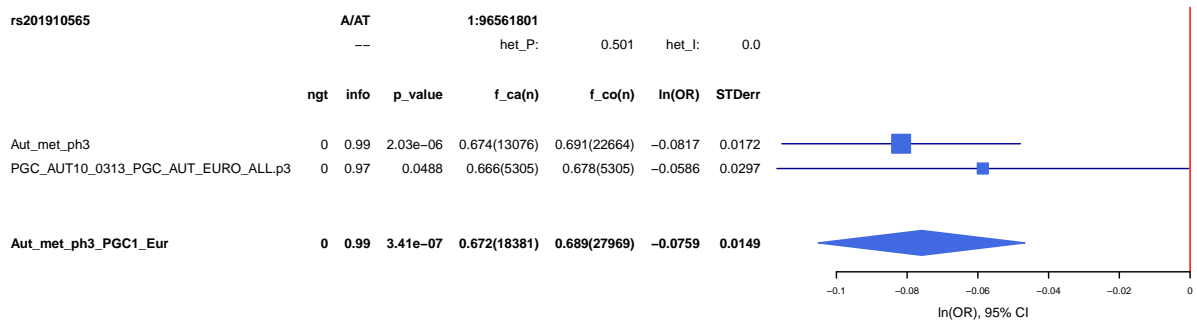 rs201910565 A/AT 1:96561801
−− het_P: 0.501 het_I: 0.0
ngt info p_value f_ca(n) f_co(n) ln(OR) STDerr
Aut_met_ph3 0 0.99 2.03e−06 0.674(13076) 0.691(22664) −0.0817 0.0172
PGC_AUT10_0313_PGC_AUT_EURO_ALL.p3 0 0.97 0.0488 0.666(5305) 0.678(5305) −0.0586 0.0297
Aut_met_ph3_PGC1_Eur 0 0.99 3.41e−07 0.672(18381) 0.689(27969) −0.0759 0.0149
−0.1 −0.08 −0.06 −0.04 −0.02 0
ln(OR), 95% CI